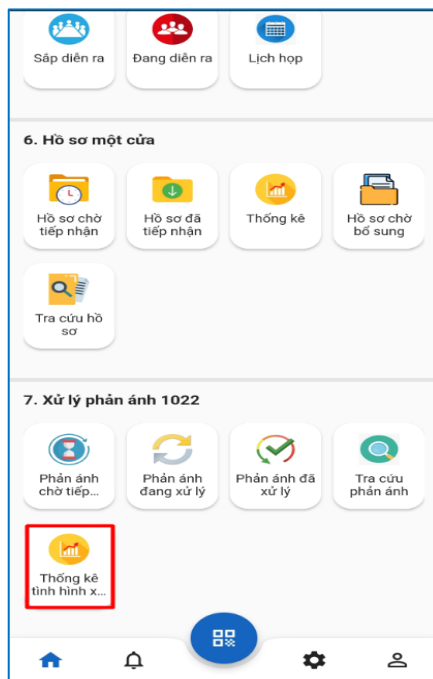 Sắp diễn ra
Đang diễn ra
Lịch họp
6. Hồ sơ một cửa
Hồ sơ chờ
tiếp nhận
Hồ sơ đã
tiếp nhận
Thống kê
Hồ sơ chờ
bổ sung
Tra cứu hồ
sơ
7. Xử lý phản ánh 1022
Phản ánh
chờ tiếp...
Phản ánh
đang xử lý
Phản ánh đã
xử lý
Tra cứu
phản ánh
Thống kê
tình hình x...